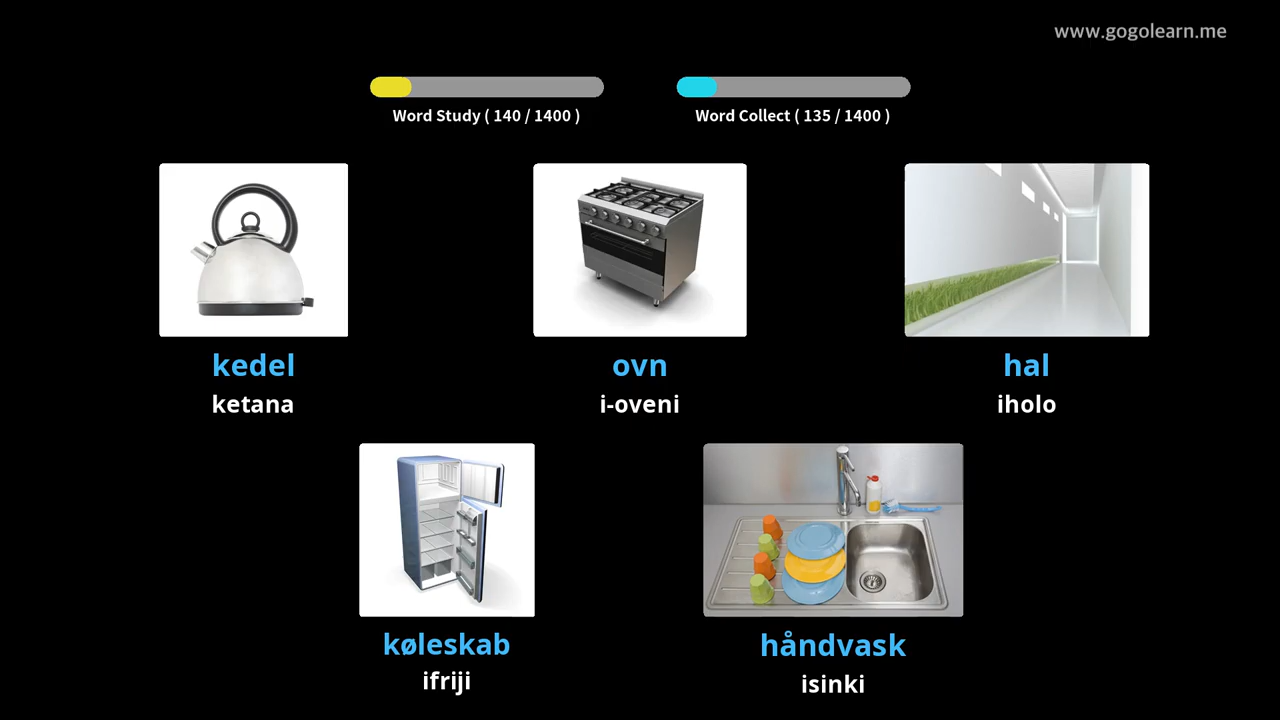 www.gogolearn.me
Word Study ( 140 / 1400 )
Word Collect ( 135 / 1400 )
kedel
ketana
ovn
i-oveni
hal
iholo
køleskab
ifriji
håndvask
isinki